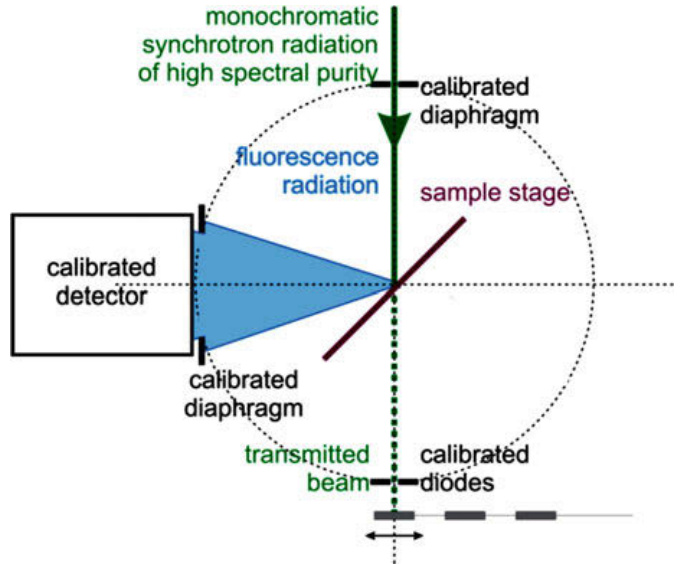 monochromatic
synchrotron radiation
of high spectral purity
calibrated
diaphragm
fluorescence
radiation
sample stage
calibrated
detector
calibrated
diaphragm
transmitted
beam
calibrated
diodes